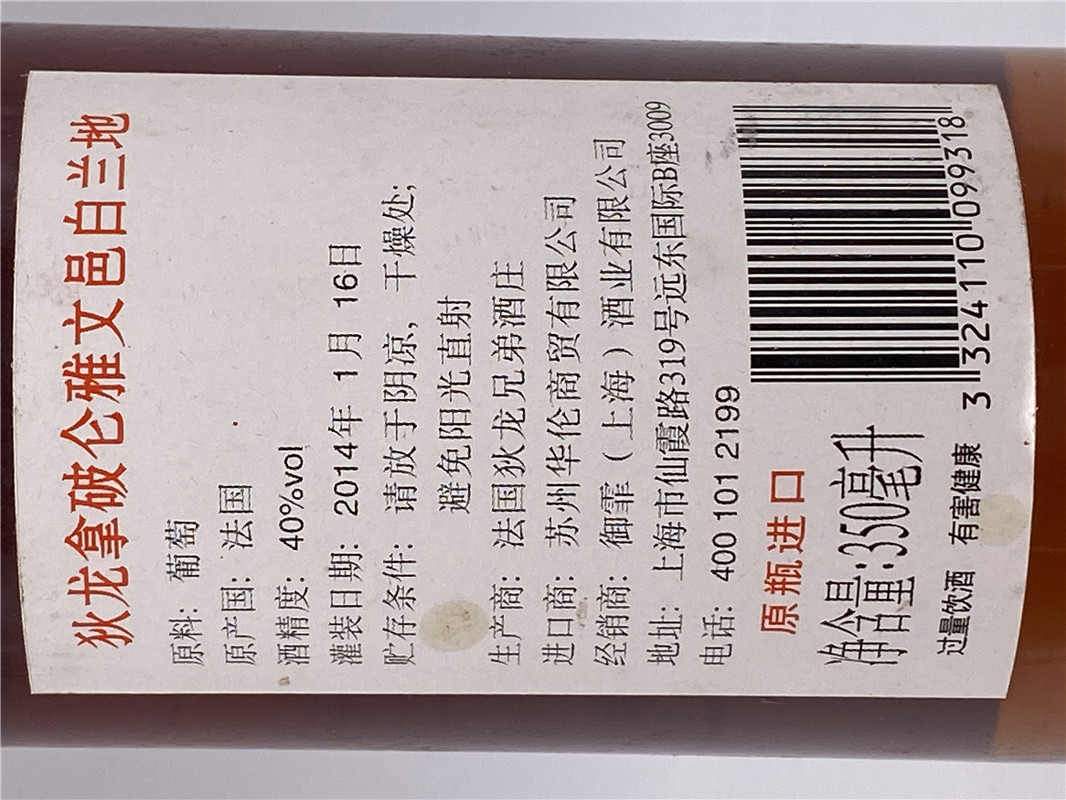 狄龙拿破仑雅文邑白兰地
原料: 葡萄
原产国: 法国
酒精度: 40%vol
灌装日期: 2014年 1月 16日
贮存条件: 请放于阴凉, 干燥处;
避免阳光直射
生产商: 法国狄龙兄弟酒庄
进口商: 苏州华伦商贸有限公司
经销商: 御霏(上海)酒业有限公司
地址: 上海市仙霞路319号远东国际B座3009
电话: 400 101 2199
原瓶进口
净含量:350毫升
过量饮酒 有害健康
3 324110 099318